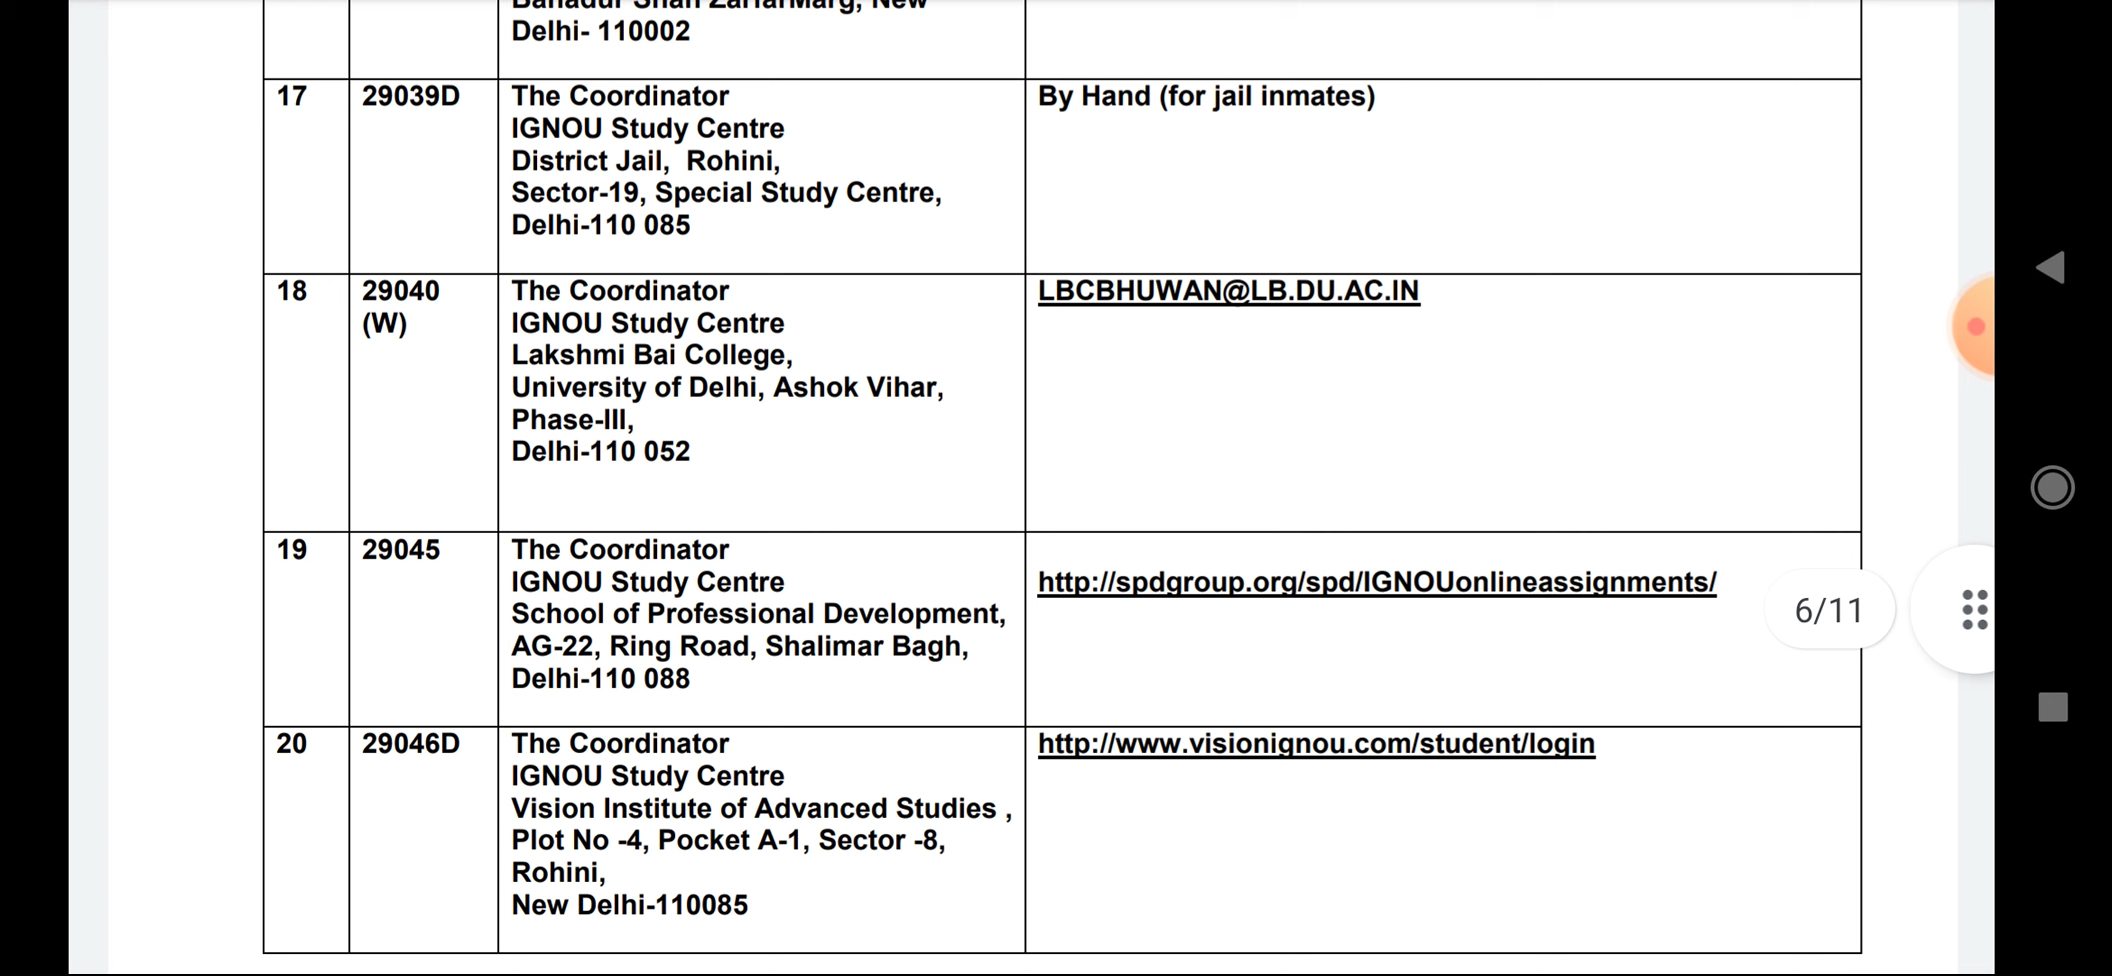 Delhi- 110002
17
29039D
The Coordinator
IGNOU Study Centre
District Jail,  Rohini,
Sector-19, Special Study Centre,
Delhi-110 085
By Hand (for jail inmates)
18
29040
(W)
The Coordinator
IGNOU Study Centre
Lakshmi Bai College,
University of Delhi, Ashok Vihar,
Phase-III,
Delhi-110 052
LBCBHUWAN@LB.DU.AC.IN
19
29045
The Coordinator
IGNOU Study Centre
School of Professional Development,
AG-22, Ring Road, Shalimar Bagh,
Delhi-110 088
http://spdgroup.org/spd/IGNOUonlineassignments/
6/11
20
29046D
The Coordinator
IGNOU Study Centre
Vision Institute of Advanced Studies ,
Plot No -4, Pocket A-1, Sector -8,
Rohini,
New Delhi-110085
http://www.visionignou.com/student/login